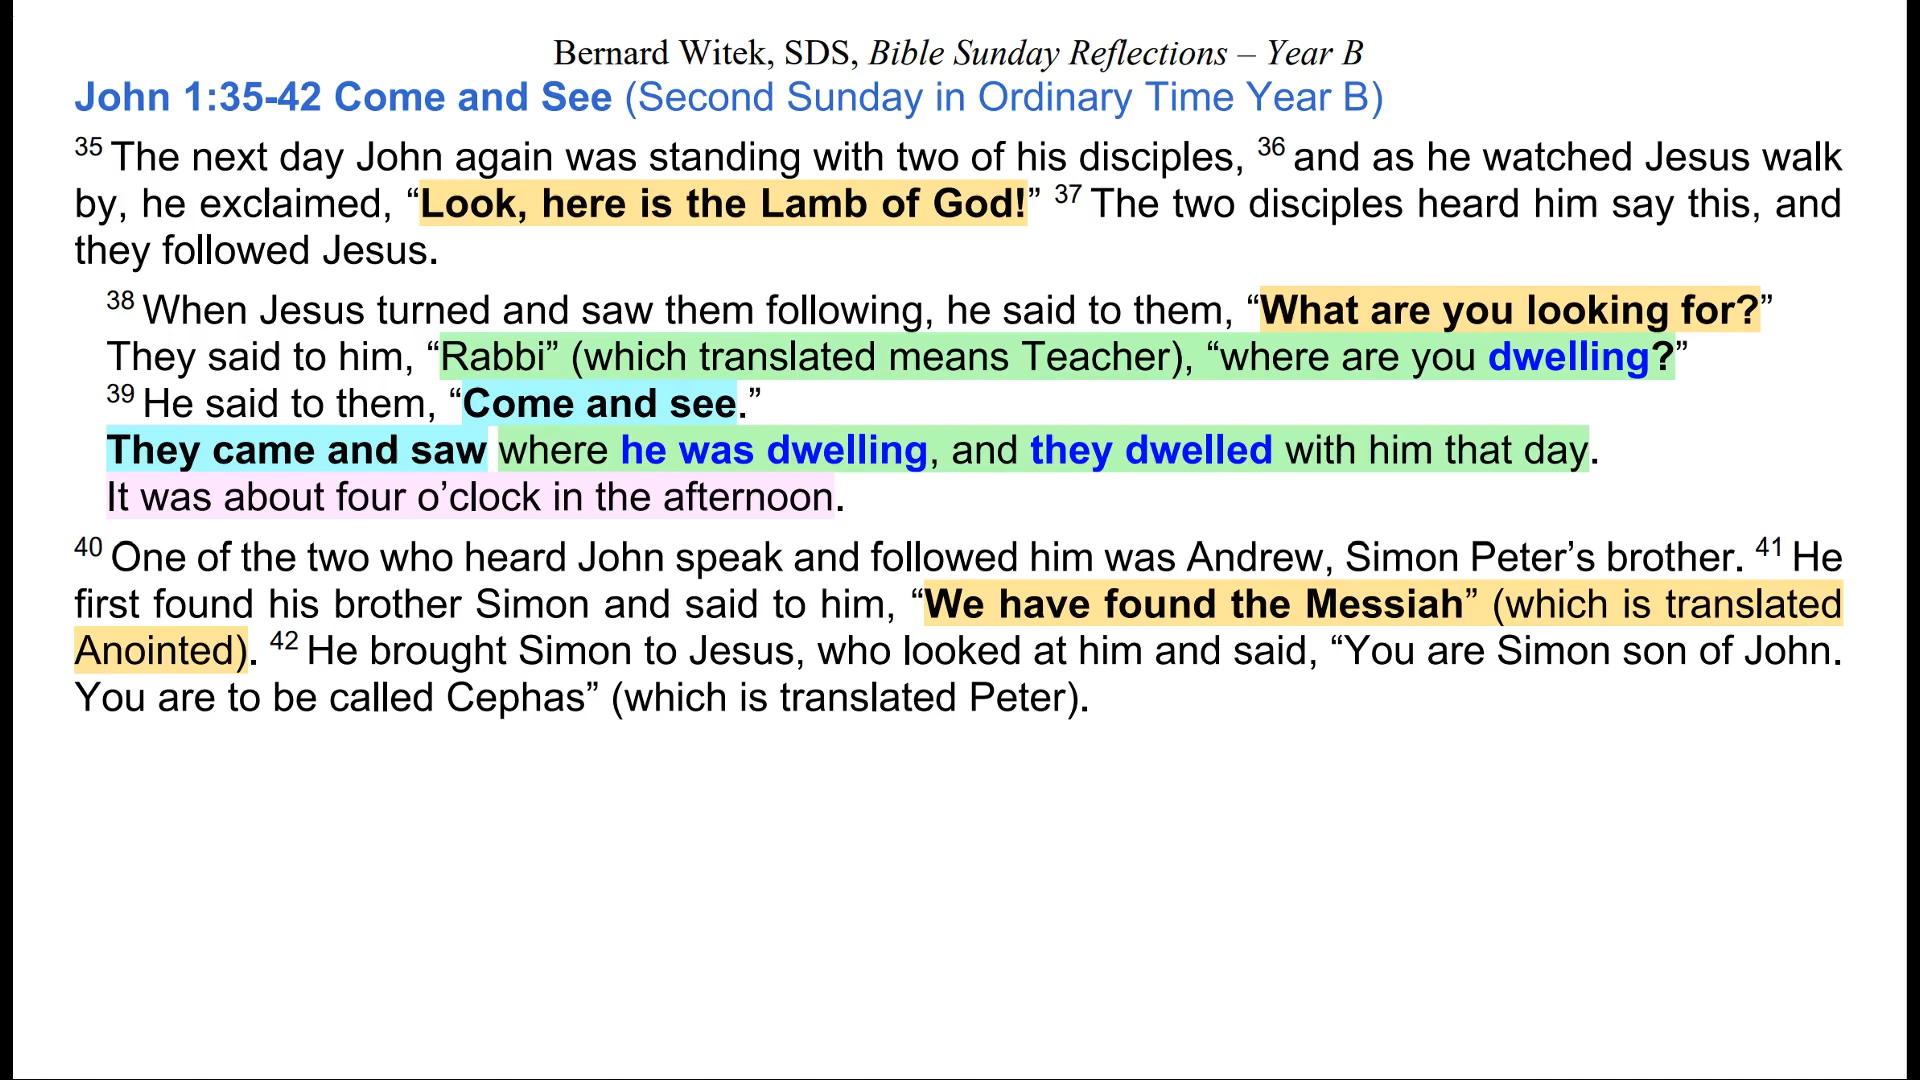 Bernard Witek, SDS, Bible Sunday Reflections – Year B
John 1:35-42 Come and See (Second Sunday in Ordinary Time Year B)
35 The next day John again was standing with two of his disciples, 36 and as he watched Jesus walk
by, he exclaimed, “Look, here is the Lamb of God!” 37 The two disciples heard him say this, and
they followed Jesus.
38 When Jesus turned and saw them following, he said to them, “What are you looking for?”
They said to him, “Rabbi” (which translated means Teacher), “where are you dwelling?”
39 He said to them, “Come and see.”
They came and saw where he was dwelling, and they dwelled with him that day.
It was about four o’clock in the afternoon.
40 One of the two who heard John speak and followed him was Andrew, Simon Peter’s brother. 41 He
first found his brother Simon and said to him, “We have found the Messiah” (which is translated
Anointed). 42 He brought Simon to Jesus, who looked at him and said, “You are Simon son of John.
You are to be called Cephas” (which is translated Peter).